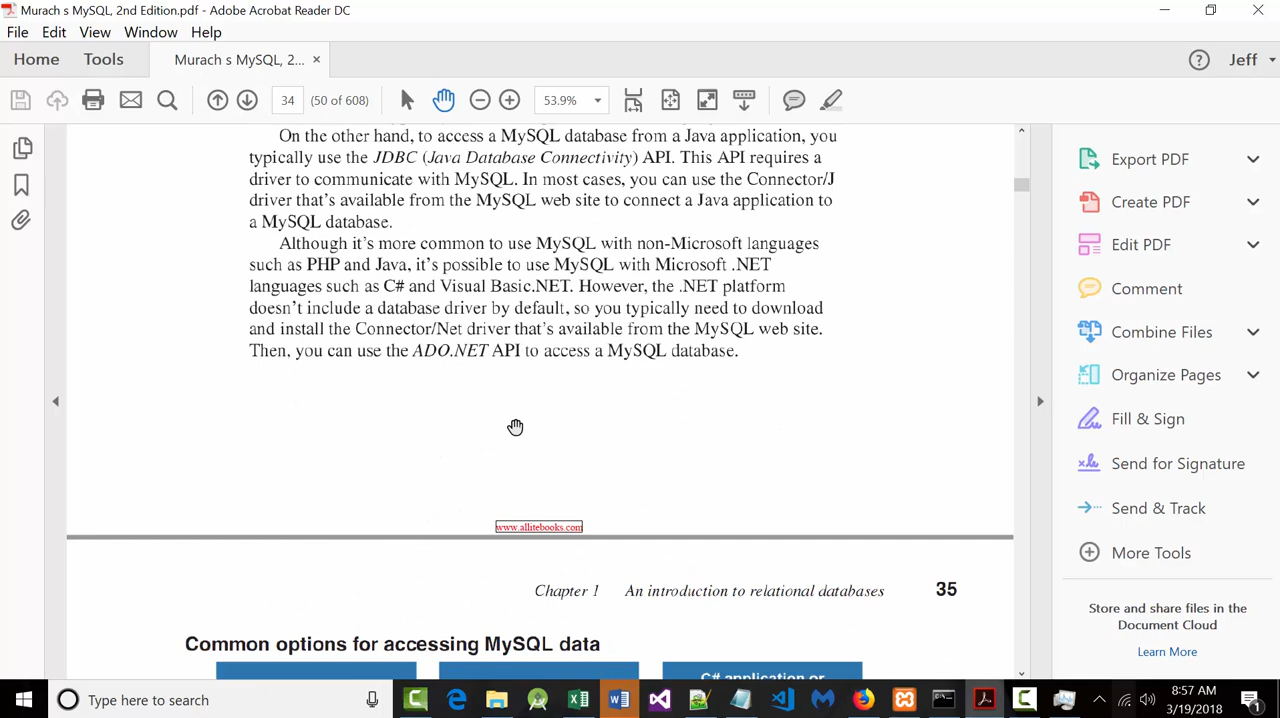 Murach s MySQL, 2nd Edition.pdf - Adobe Acrobat Reader DC
File Edit View Window Help
Home Tools Murach s MySQL, 2... × Jeff
34 (50 of 608) 53.9%
On the other hand, to access a MySQL database from a Java application, you
typically use the JDBC (Java Database Connectivity) API. This API requires a
driver to communicate with MySQL. In most cases, you can use the Connector/J
driver that's available from the MySQL web site to connect a Java application to
a MySQL database.
Although it's more common to use MySQL with non-Microsoft languages
such as PHP and Java, it's possible to use MySQL with Microsoft .NET
languages such as C# and Visual Basic.NET. However, the .NET platform
doesn't include a database driver by default, so you typically need to download
and install the Connector/Net driver that's available from the MySQL web site.
Then, you can use the ADO.NET API to access a MySQL database.
www.allitebooks.com
Chapter 1 An introduction to relational databases 35
Common options for accessing MySQL data
C# application or
Export PDF
Create PDF
Edit PDF
Comment
Combine Files
Organize Pages
Fill & Sign
Send for Signature
Send & Track
More Tools
Store and share files in the
Document Cloud
Learn More
Type here to search
8:57 AM
3/19/2018
1